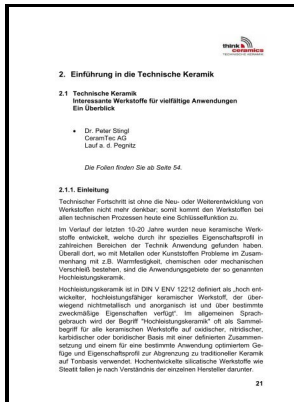 think
ceramics
TECHNISCHE KERAMIK
2. Einführung in die Technische Keramik
2.1 Technische Keramik
Interessante Werkstoffe für vielfältige Anwendungen
Ein Überblick
• Dr. Peter Stingl
CeramTec AG
Lauf a. d. Pegnitz
Die Folien finden Sie ab Seite 54.
2.1.1. Einleitung
Technischer Fortschritt ist ohne die Neu- oder Weiterentwicklung von
Werkstoffen nicht mehr denkbar; somit kommt den Werkstoffen bei
allen technischen Prozessen heute eine Schlüsselfunktion zu.
Im Verlauf der letzten 10-20 Jahre wurden neue keramische Werk-
stoffe entwickelt, welche durch ihr spezielles Eigenschaftsprofil in
zahlreichen Bereichen der Technik Anwendung gefunden haben.
Überall dort, wo mit Metallen oder Kunststoffen Probleme im Zusam-
menhang mit z.B. Warmfestigkeit, chemischen oder mechanischen
Verschleiß bestehen, sind die Anwendungsgebiete der so genannten
Hochleistungskeramik.
Hochleistungskeramik ist in DIN V ENV 12212 definiert als „hoch ent-
wickelter, hochleistungsfähiger keramischer Werkstoff, der über-
wiegend nichtmetallisch und anorganisch ist und über bestimmte
zweckmäßige Eigenschaften verfügt". Im allgemeinen Sprach-
gebrauch wird der Begriff "Hochleistungskeramik" oft als Sammel-
begriff für alle keramischen Werkstoffe auf oxidischer, nitridischer,
karbidischer oder boridischer Basis mit einer definierten Zusammen-
setzung und einem für eine bestimmte Anwendung optimiertem Ge-
füge und Eigenschaftsprofil zur Abgrenzung zu traditioneller Keramik
auf Tonbasis verwendet. Hochentwickelte silicatische Werkstoffe wie
Steatit fallen je nach Verständnis der einzelnen Hersteller darunter.
21